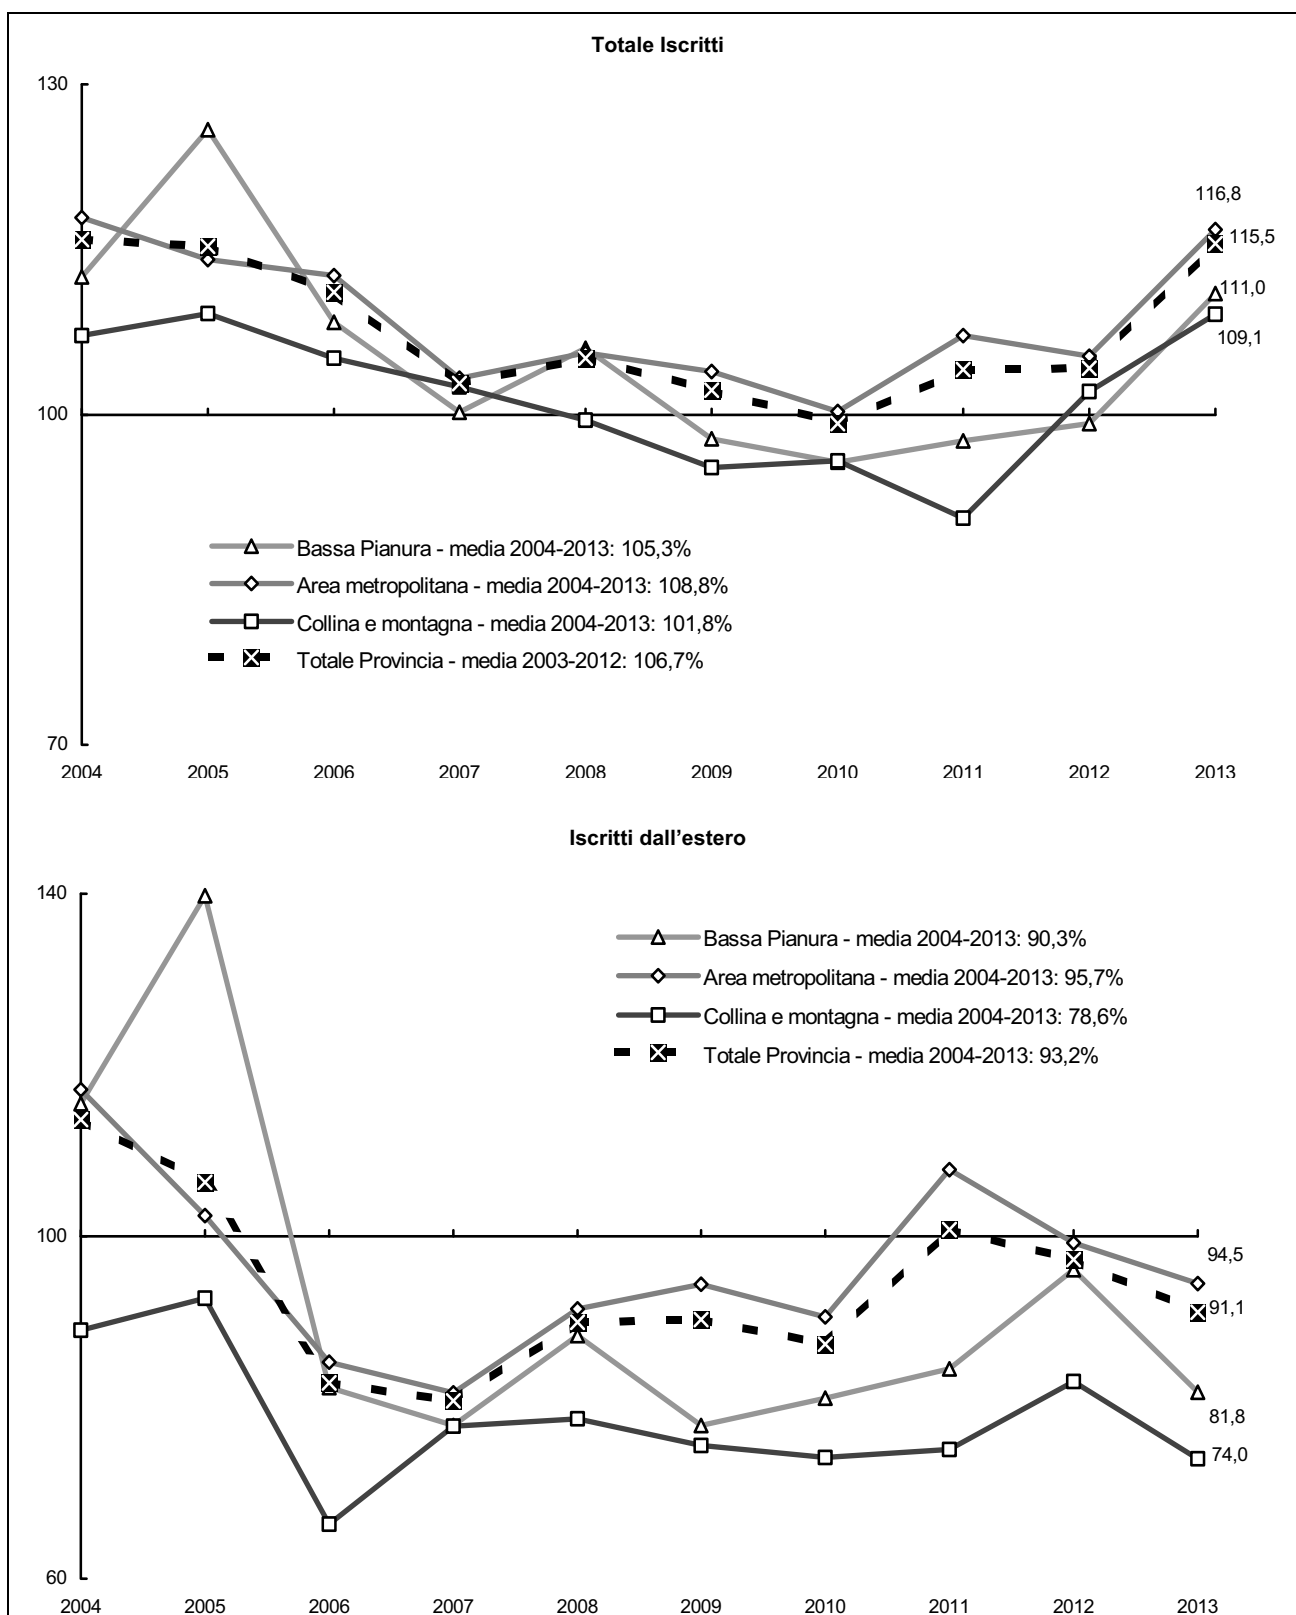 Totale Iscritti
130
116,8
115,5
111,0
109,1
100
Bassa Pianura - media 2004-2013: 105,3%
Area metropolitana - media 2004-2013: 108,8%
Collina e montagna - media 2004-2013: 101,8%
Totale Provincia - media 2003-2012: 106,7%
70
2004 2005 2006 2007 2008 2009 2010 2011 2012 2013
Iscritti dall’estero
140
Bassa Pianura - media 2004-2013: 90,3%
Area metropolitana - media 2004-2013: 95,7%
Collina e montagna - media 2004-2013: 78,6%
Totale Provincia - media 2004-2013: 93,2%
100
94,5
91,1
81,8
74,0
60
2004 2005 2006 2007 2008 2009 2010 2011 2012 2013